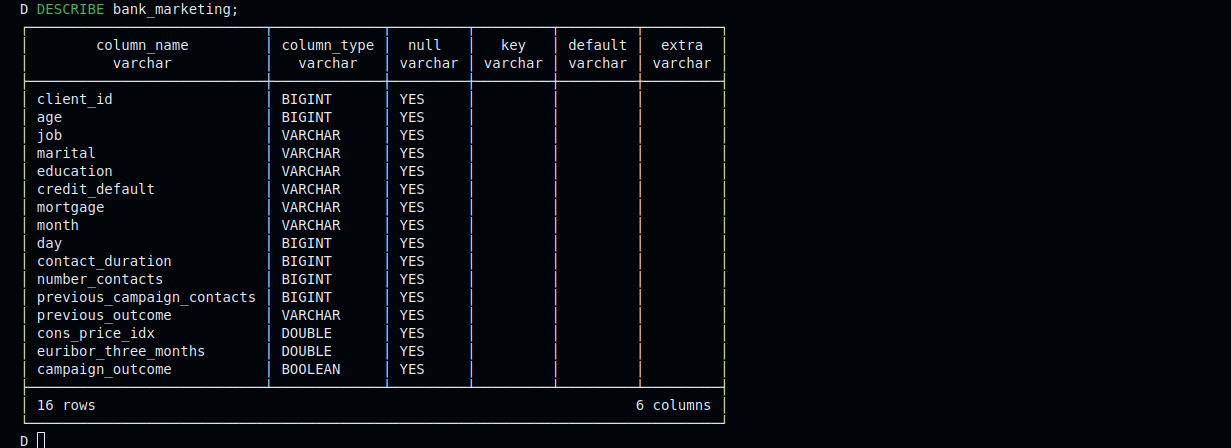 D DESCRIBE bank_marketing;
column_name column_type null key default extra
varchar varchar varchar varchar varchar varchar
client_id BIGINT YES
age BIGINT YES
job VARCHAR YES
marital VARCHAR YES
education VARCHAR YES
credit_default VARCHAR YES
mortgage VARCHAR YES
month VARCHAR YES
day BIGINT YES
contact_duration BIGINT YES
number_contacts BIGINT YES
previous_campaign_contacts BIGINT YES
previous_outcome VARCHAR YES
cons_price_idx DOUBLE YES
euribor_three_months DOUBLE YES
campaign_outcome BOOLEAN YES
16 rows 6 columns
D